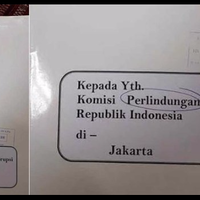 Kepada Yth.
Komisi Perlindungan
Republik Indonesia
di –
Jakarta